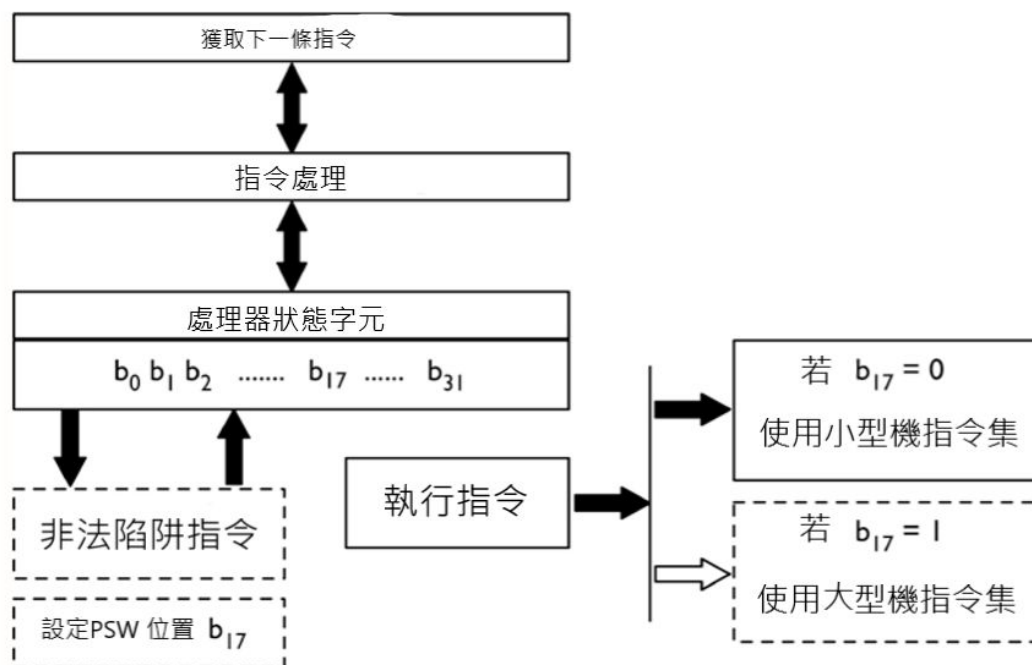 獲取下一條指令
指令處理
處理器狀態字元
b₀ b₁ b₂ ....... b₁₇ ...... b₃₁
若 b₁₇ = 0
使用小型機指令集
執行指令
非法陷阱指令
若 b₁₇ = 1
使用大型機指令集
設定PSW 位置 b₁₇